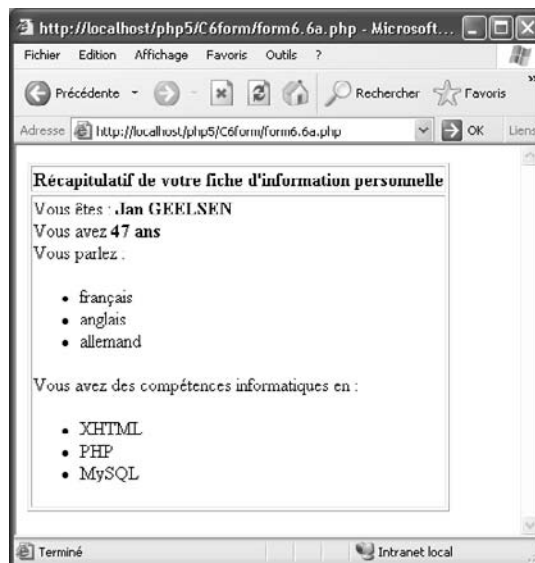 http://localhost/php5/C6form/form6.6a.php - Microsoft...
Fichier Edition Affichage Favoris Outils ?
Précédente Rechercher Favoris »
Adresse http://localhost/php5/C6form/form6.6a.php OK Liens
Récapitulatif de votre fiche d'information personnelle
Vous êtes : Jan GEELSEN
Vous avez 47 ans
Vous parlez :
• français
• anglais
• allemand
Vous avez des compétences informatiques en :
• XHTML
• PHP
• MySQL
Terminé Intranet local